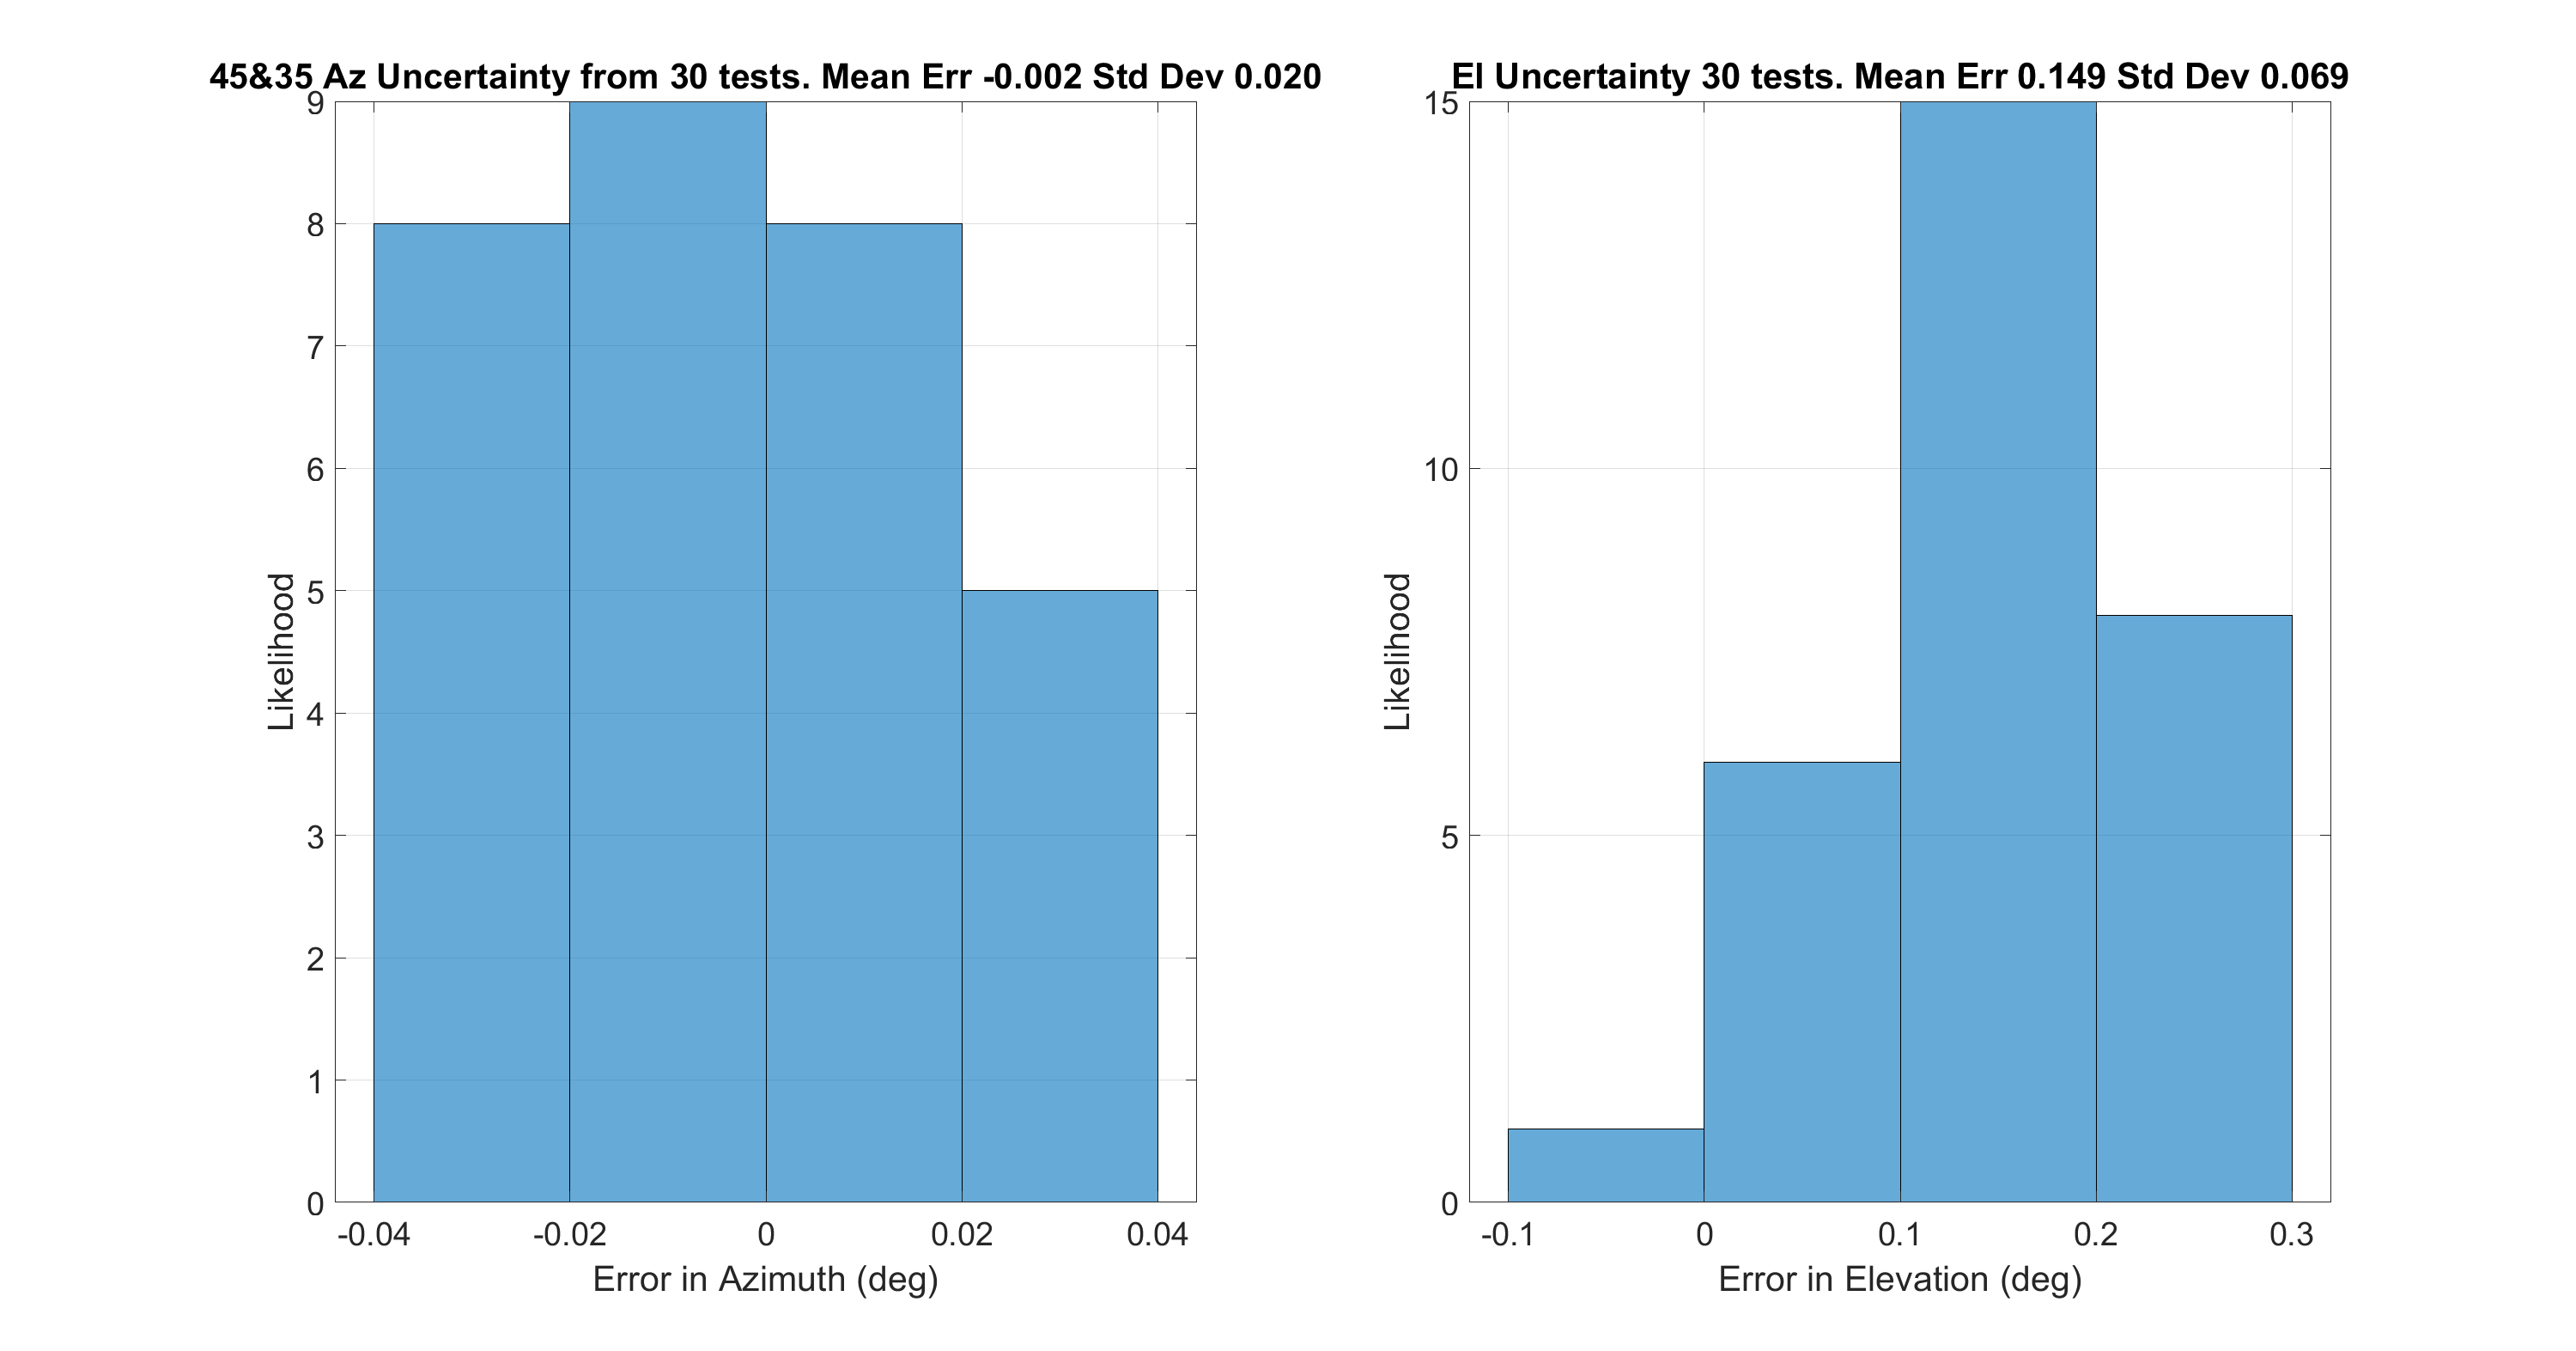 45&35 Az Uncertainty from 30 tests. Mean Err -0.002 Std Dev 0.020
9
8
7
6
5
4
3
2
1
0
Likelihood
-0.04 -0.02 0 0.02 0.04
Error in Azimuth (deg)
El Uncertainty 30 tests. Mean Err 0.149 Std Dev 0.069
15
10
5
0
Likelihood
-0.1 0 0.1 0.2 0.3
Error in Elevation (deg)